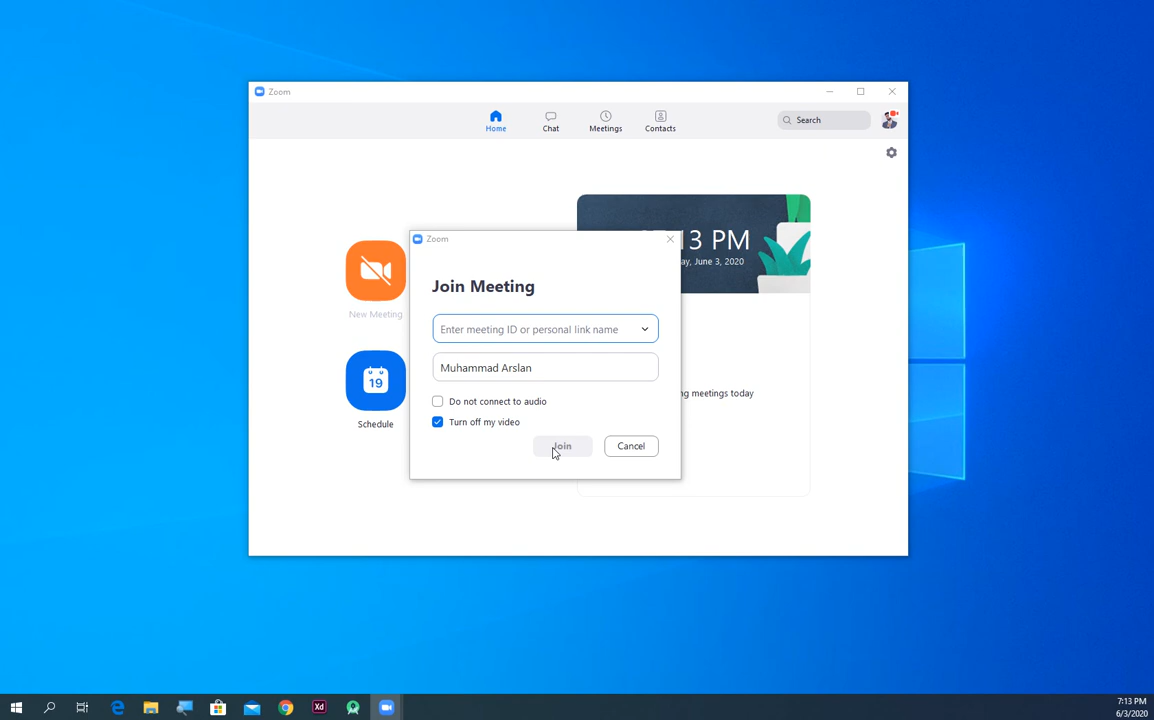 Zoom
Home
Chat
Meetings
Contacts
Search
13 PM
ay, June 3, 2020
New Meeting
Zoom
Join Meeting
Enter meeting ID or personal link name
Muhammad Arslan
Do not connect to audio
Turn off my video
Join
Cancel
19
Schedule
ng meetings today
Xd
7:13 PM
6/3/2020